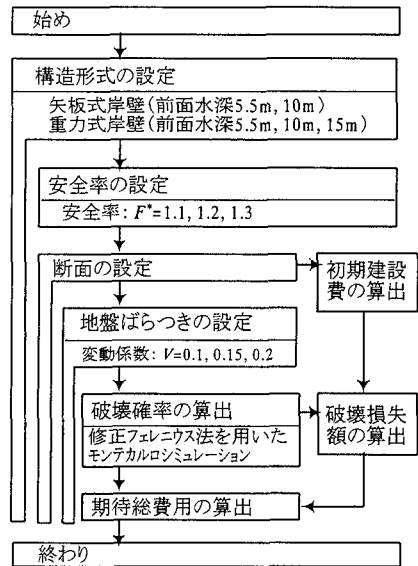 始め
構造形式の設定
矢板式岸壁(前面水深5.5m, 10m)
重力式岸壁(前面水深5.5m, 10m, 15m)
安全率の設定
安全率: F*=1.1, 1.2, 1.3
断面の設定
初期建設
費の算出
地盤ばらつきの設定
変動係数: V=0.1, 0.15, 0.2
破壊確率の算出
修正フェレニウス法を用いた
モンテカルロシミュレーション
破壊損失
額の算出
期待総費用の算出
終わり